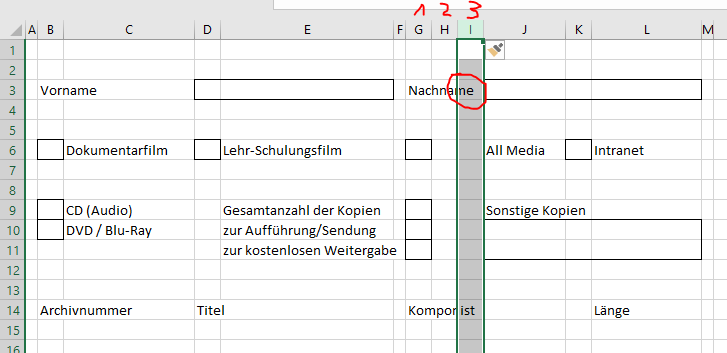 1 2 3
A B C D E F G H I J K L M
1
2
3 Vorname Nachname
4
5
6 Dokumentarfilm Lehr-Schulungsfilm All Media Intranet
7
8
9 CD (Audio) Gesamtanzahl der Kopien Sonstige Kopien
10 DVD / Blu-Ray zur Aufführung/Sendung
11 zur kostenlosen Weitergabe
12
13
14 Archivnummer Titel Komponist Länge
15
16